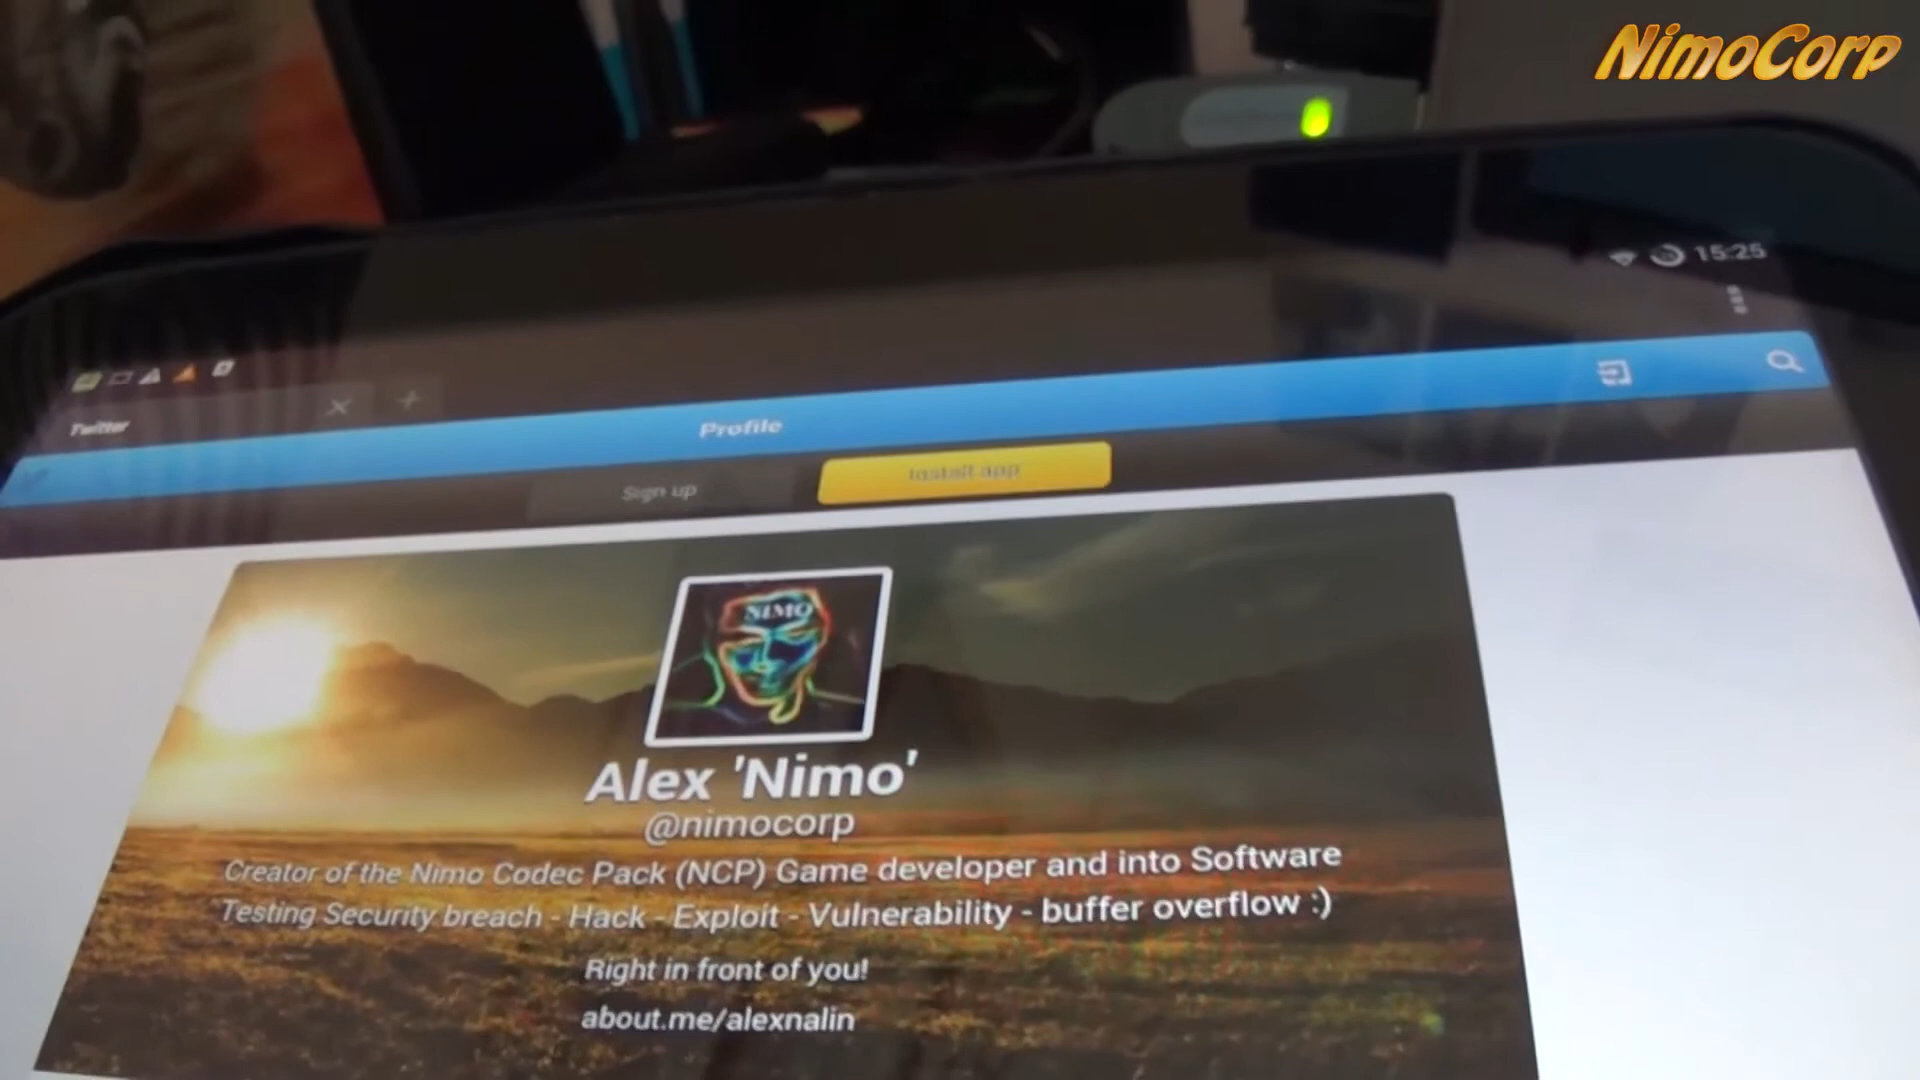 NimoCorp
15:25
Twitter
Profile
Sign up
Install app
NIMO
Alex 'Nimo'
@nimocorp
Creator of the Nimo Codec Pack (NCP) Game developer and into Software
Testing Security breach - Hack - Exploit - Vulnerability - buffer overflow :)
Right in front of you!
about.me/alexnalin